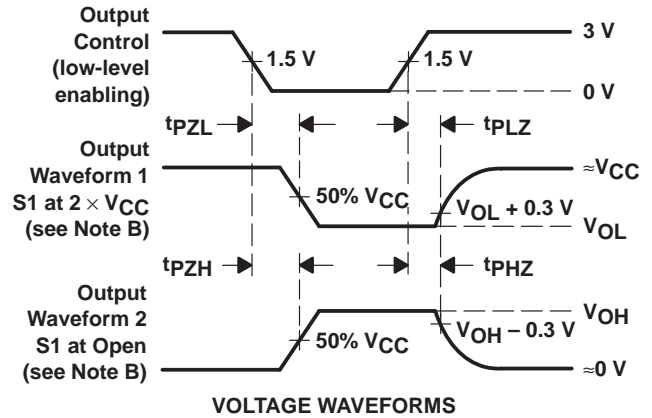 Output
Control
(low-level
enabling)
1.5 V
1.5 V
3 V
0 V
tPZL
tPLZ
Output
Waveform 1
S1 at 2 × VCC
(see Note B)
50% VCC
VOL + 0.3 V
≈VCC
VOL
tPZH
tPHZ
Output
Waveform 2
S1 at Open
(see Note B)
50% VCC
VOH – 0.3 V
VOH
≈0 V
VOLTAGE WAVEFORMS